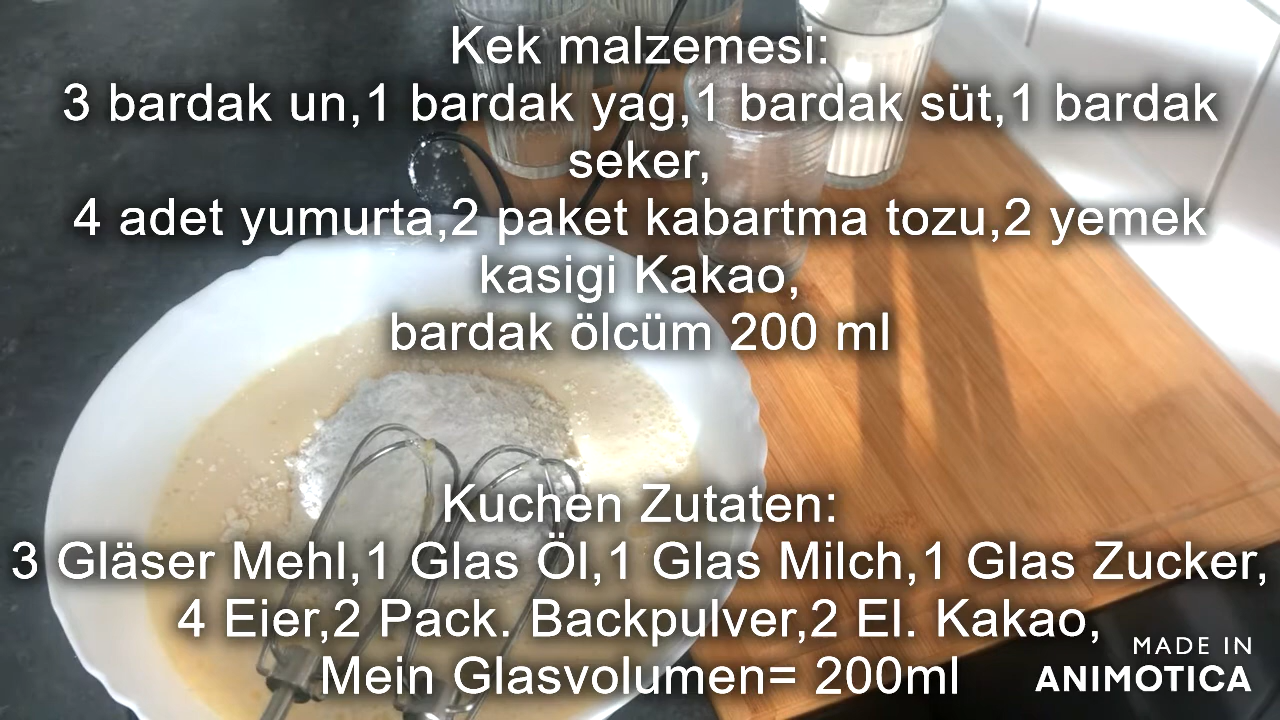 Kek malzemesi:
3 bardak un,1 bardak yag,1 bardak süt,1 bardak
seker,
4 adet yumurta,2 paket kabartma tozu,2 yemek
kasigi Kakao,
bardak ölcüm 200 ml
Kuchen Zutaten:
3 Gläser Mehl,1 Glas Öl,1 Glas Milch,1 Glas Zucker,
4 Eier,2 Pack. Backpulver,2 El. Kakao,
Mein Glasvolumen= 200ml
MADE IN
ANIMOTICA